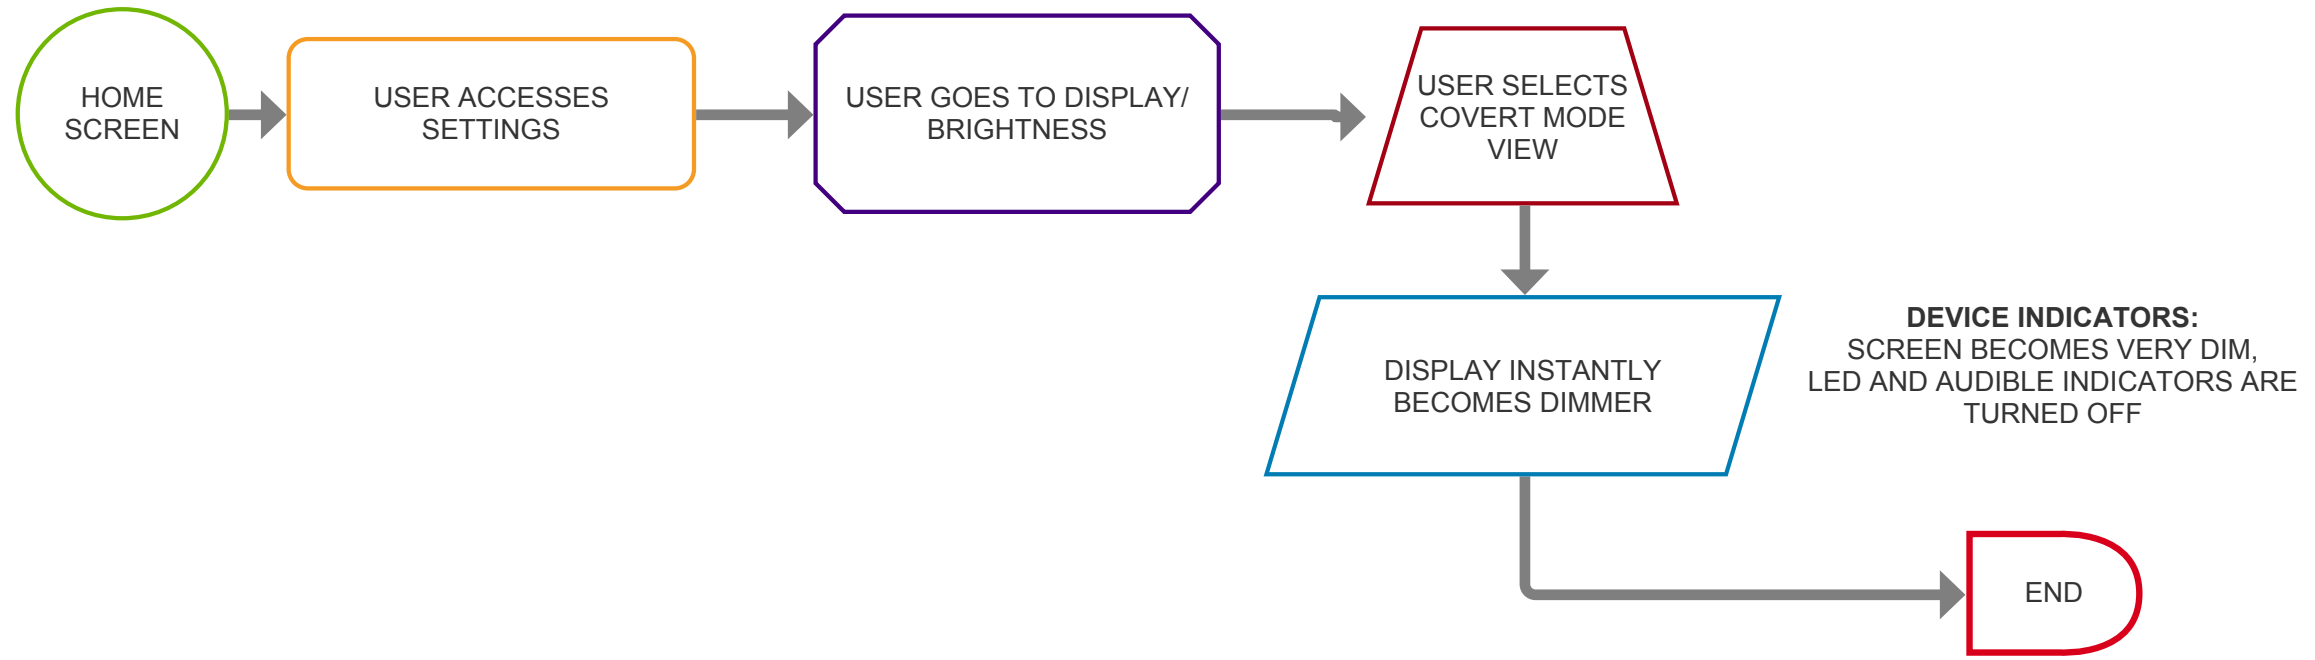 HOME
SCREEN
USER ACCESSES
SETTINGS
USER GOES TO DISPLAY/
BRIGHTNESS
USER SELECTS
COVERT MODE
VIEW
DISPLAY INSTANTLY
BECOMES DIMMER
DEVICE INDICATORS:
SCREEN BECOMES VERY DIM,
LED AND AUDIBLE INDICATORS ARE
TURNED OFF
END